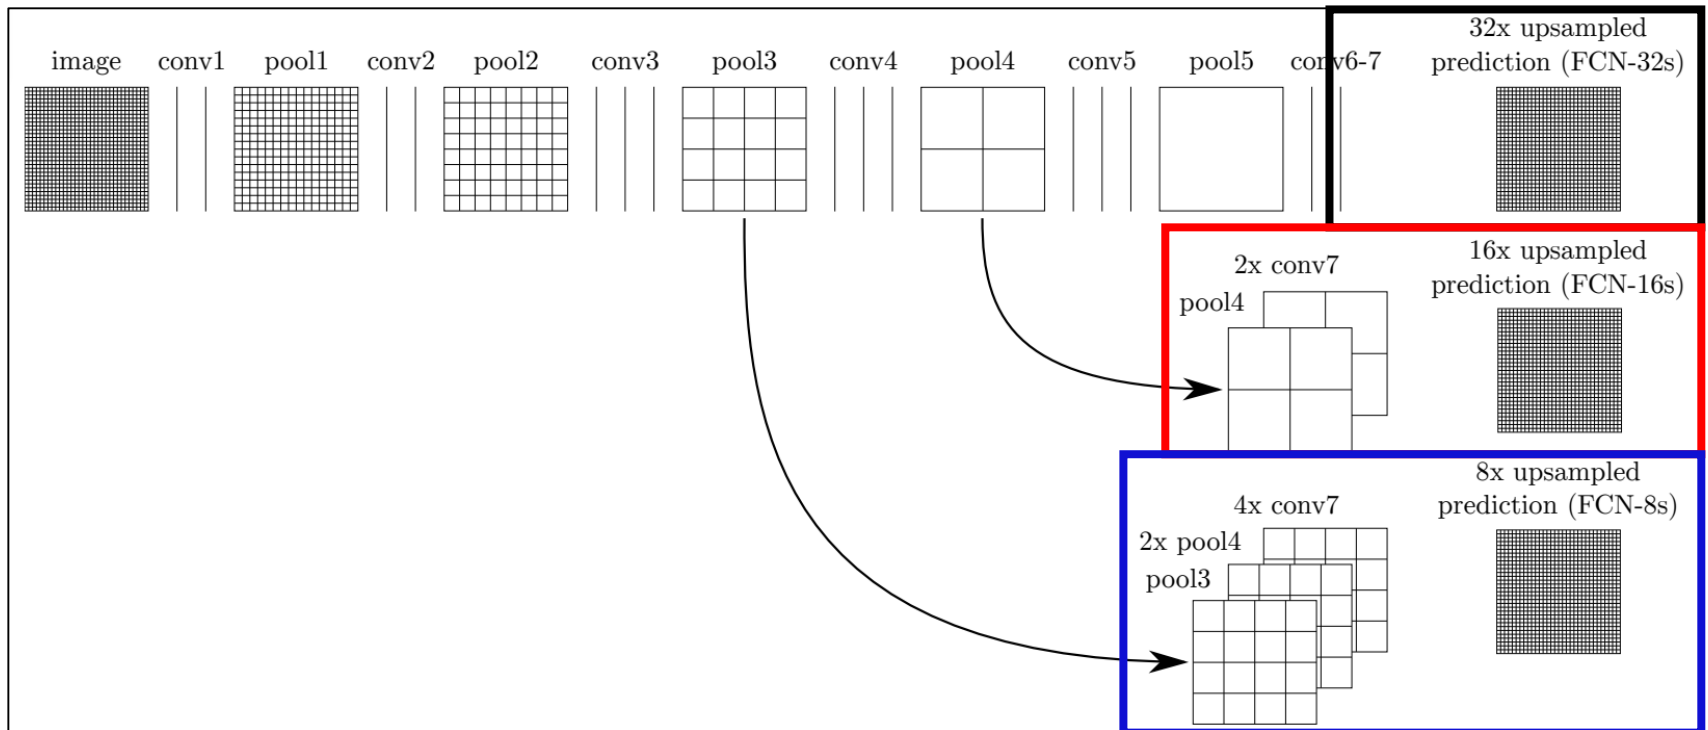 image conv1 pool1 conv2 pool2 conv3 pool3 conv4 pool4 conv5 pool5 conv6-7
32x upsampled
prediction (FCN-32s)
2x conv7
pool4
16x upsampled
prediction (FCN-16s)
4x conv7
2x pool4
pool3
8x upsampled
prediction (FCN-8s)